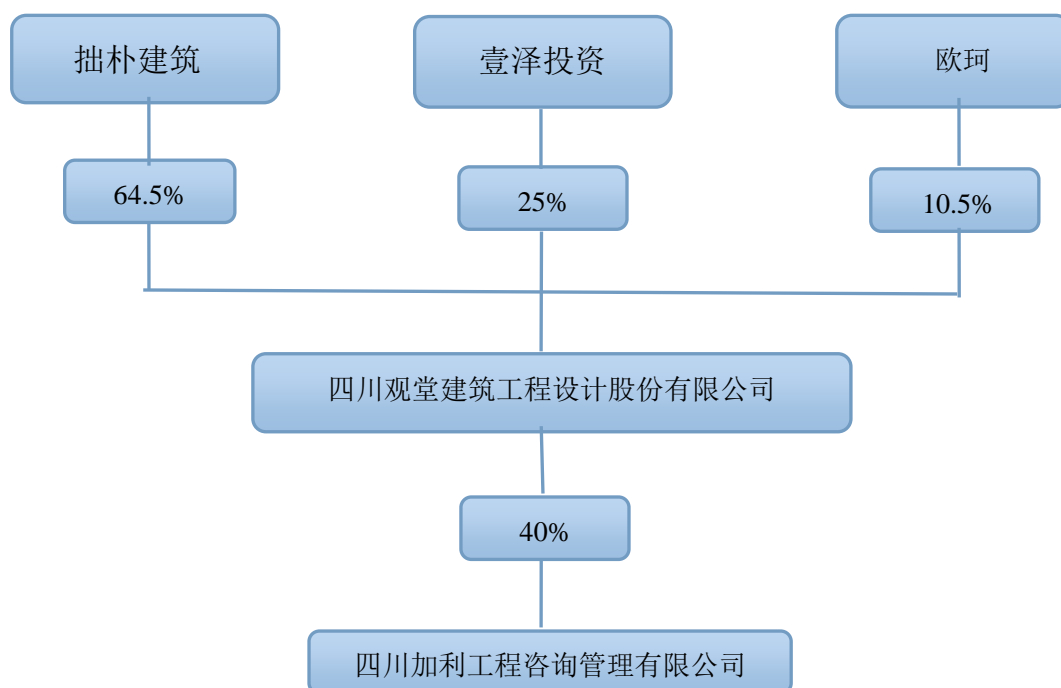 拙朴建筑
壹泽投资
欧珂
64.5%
25%
10.5%
四川观堂建筑工程设计股份有限公司
40%
四川加利工程咨询管理有限公司